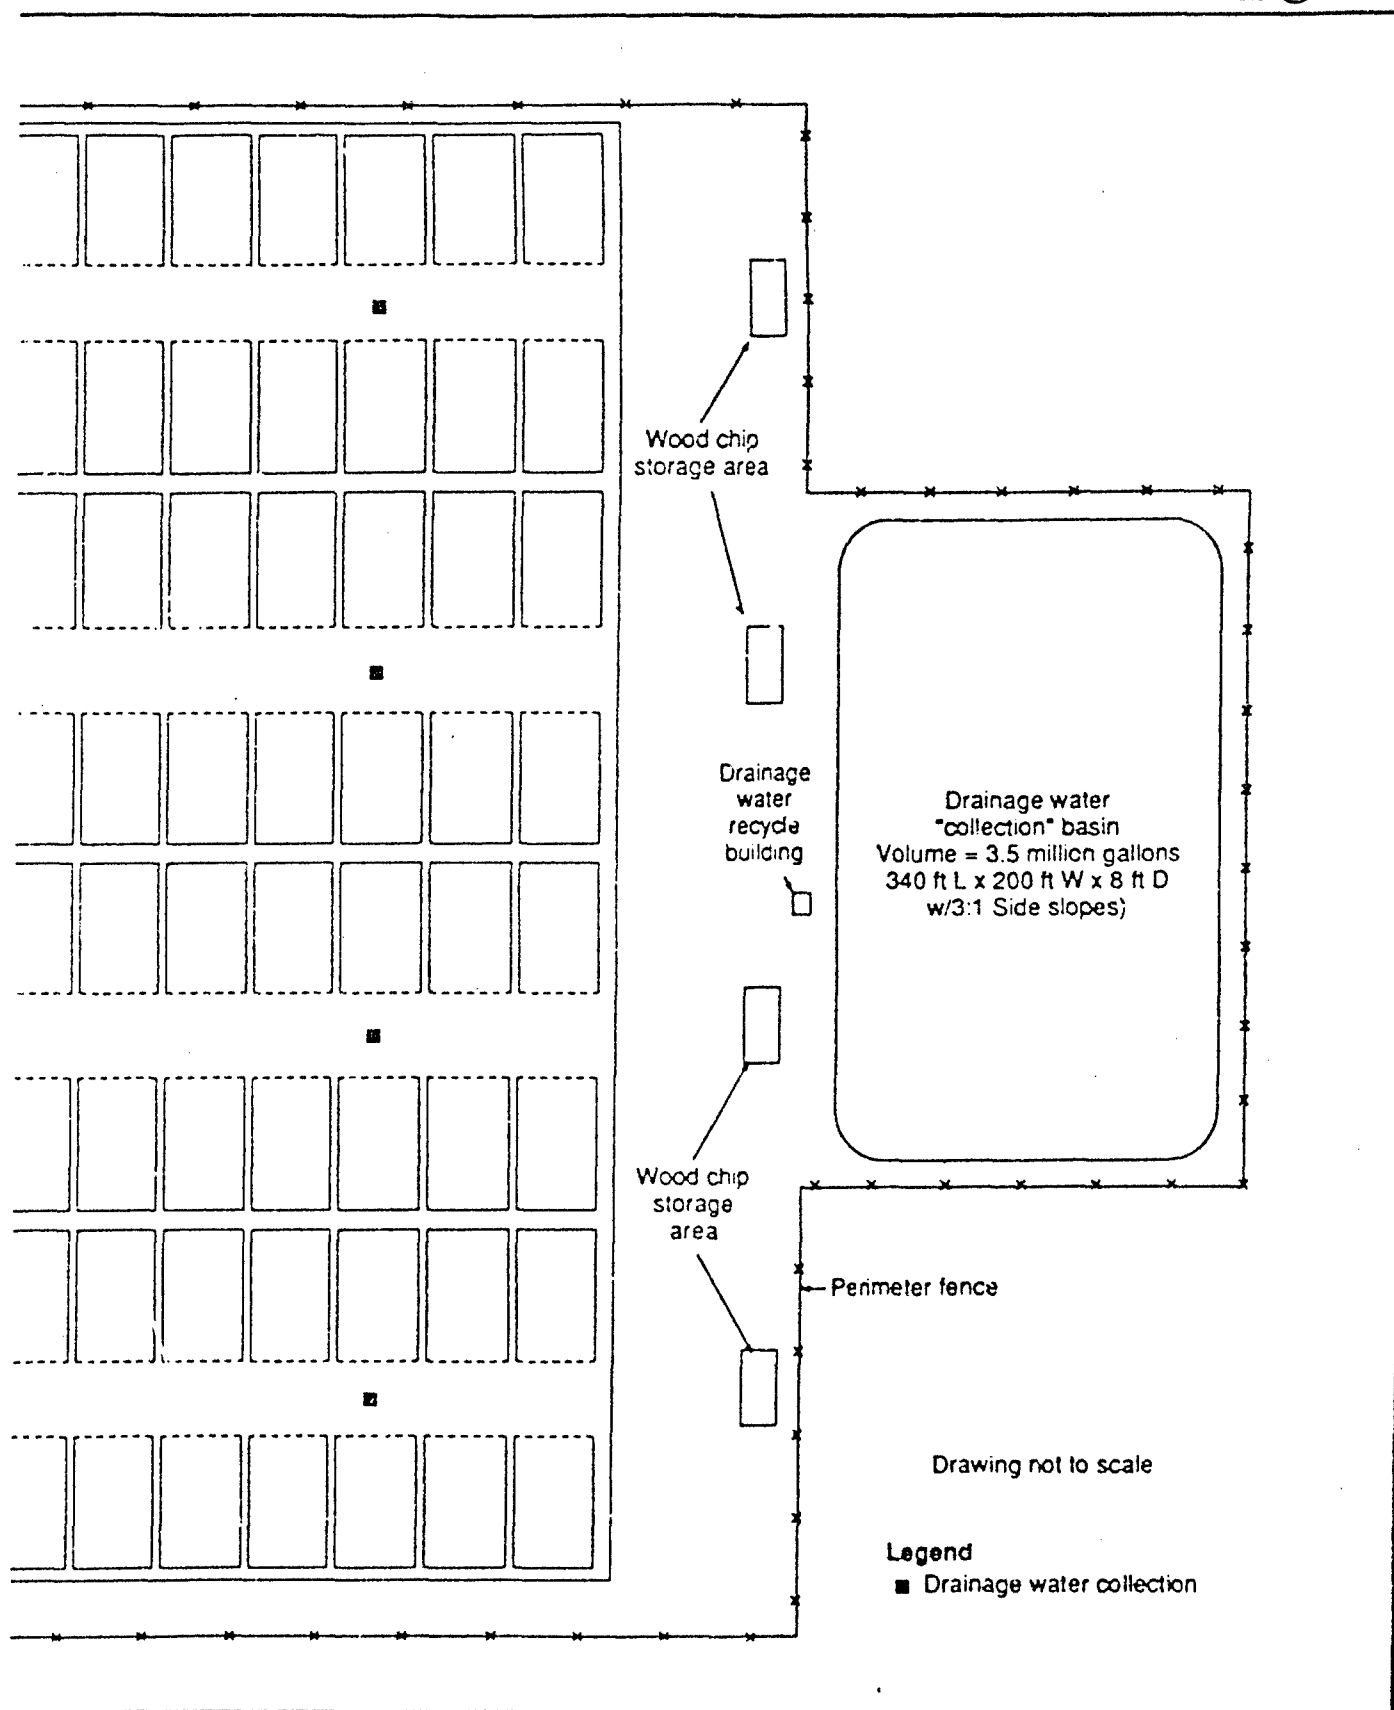 Wood chip
storage area
Drainage
water
recycle
building
Drainage water
"collection" basin
Volume = 3.5 million gallons
340 ft L x 200 ft W x 8 ft D
w/3:1 Side slopes)
Wood chip
storage
area
Perimeter fence
Drawing not to scale
Legend
Drainage water collection